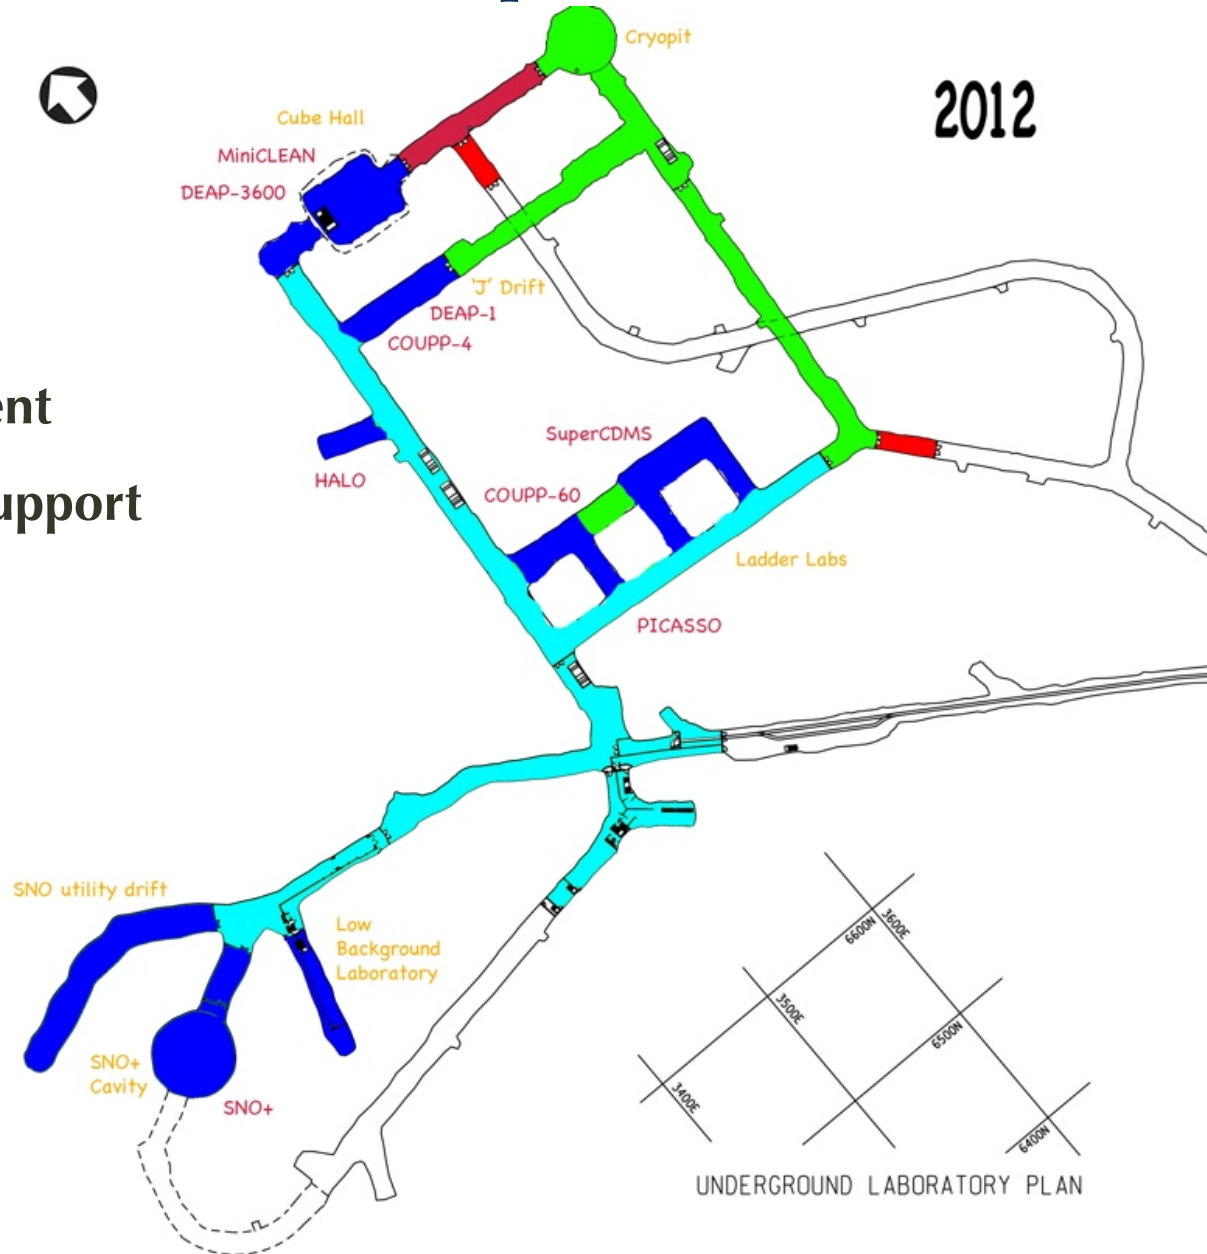 Cryopit
2012
Cube Hall
MiniCLEAN
DEAP-3600
'J' Drift
DEAP-1
COUPP-4
ent
SuperCDMS
HALO
COUPP-60
upport
Ladder Labs
PICASSO
SNO utility drift
Low
Background
Laboratory
6600N
3600E
3500E
6500N
SNO+
Cavity
3400E
SNO+
6400N
UNDERGROUND LABORATORY PLAN